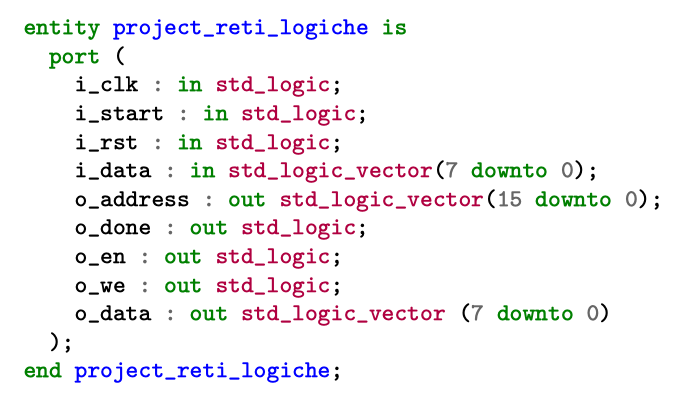 entity project_reti_logiche is
port (
i_clk : in std_logic;
i_start : in std_logic;
i_rst : in std_logic;
i_data : in std_logic_vector(7 downto 0);
o_address : out std_logic_vector(15 downto 0);
o_done : out std_logic;
o_en : out std_logic;
o_we : out std_logic;
o_data : out std_logic_vector (7 downto 0)
);
end project_reti_logiche;